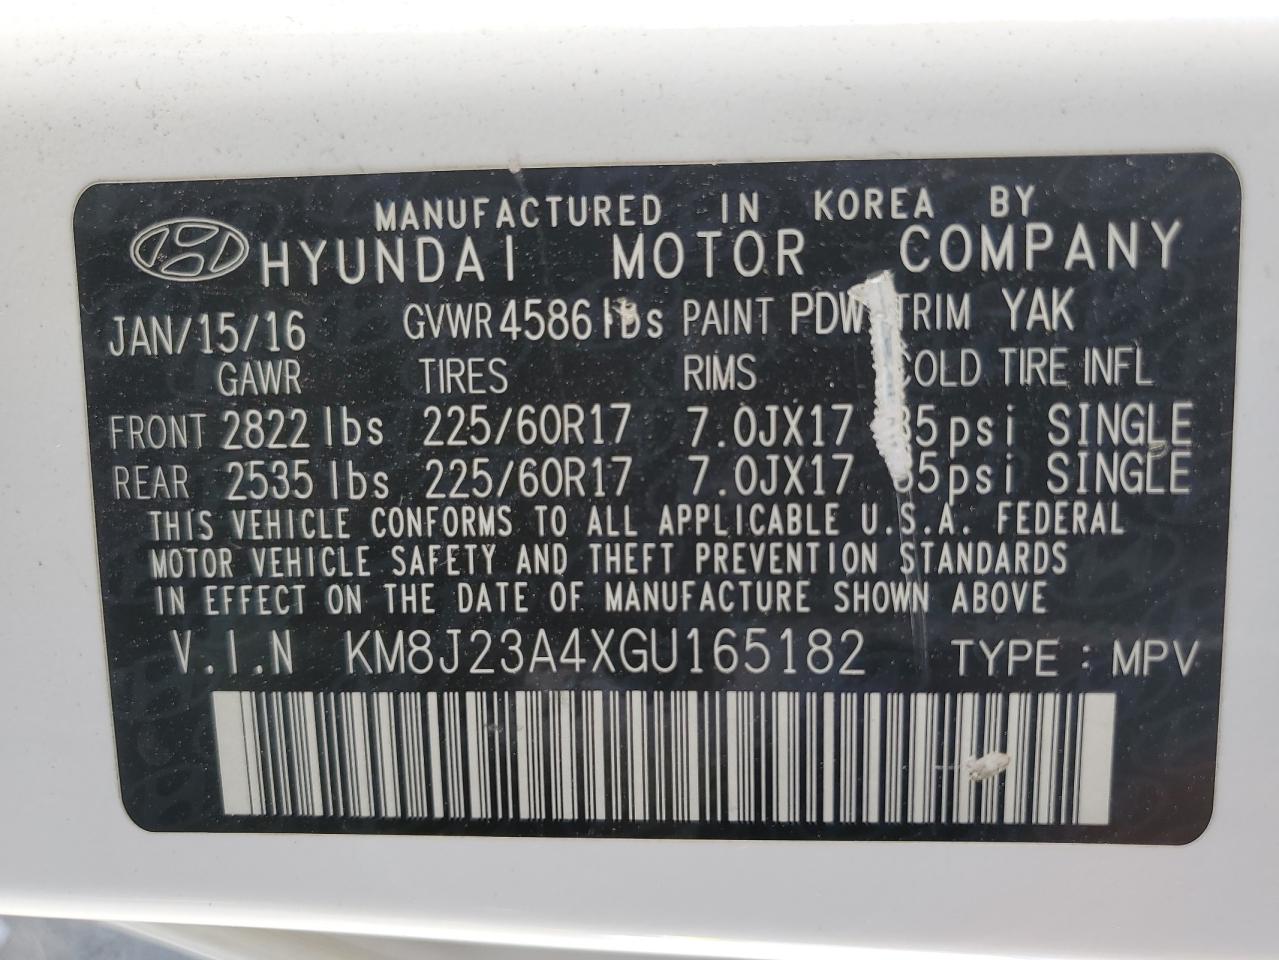 MANUFACTURED IN KOREA BY
HYUNDAI MOTOR COMPANY
JAN/15/16 GVWR 4586 lbs PAINT PDW TRIM YAK
GAWR TIRES RIMS COLD TIRE INFL
FRONT 2822 lbs 225/60R17 7.0JX17 35psi SINGLE
REAR 2535 lbs 225/60R17 7.0JX17 35psi SINGLE
THIS VEHICLE CONFORMS TO ALL APPLICABLE U.S.A. FEDERAL
MOTOR VEHICLE SAFETY AND THEFT PREVENTION STANDARDS
IN EFFECT ON THE DATE OF MANUFACTURE SHOWN ABOVE
V.I.N KM8J23A4XGU165182 TYPE : MPV